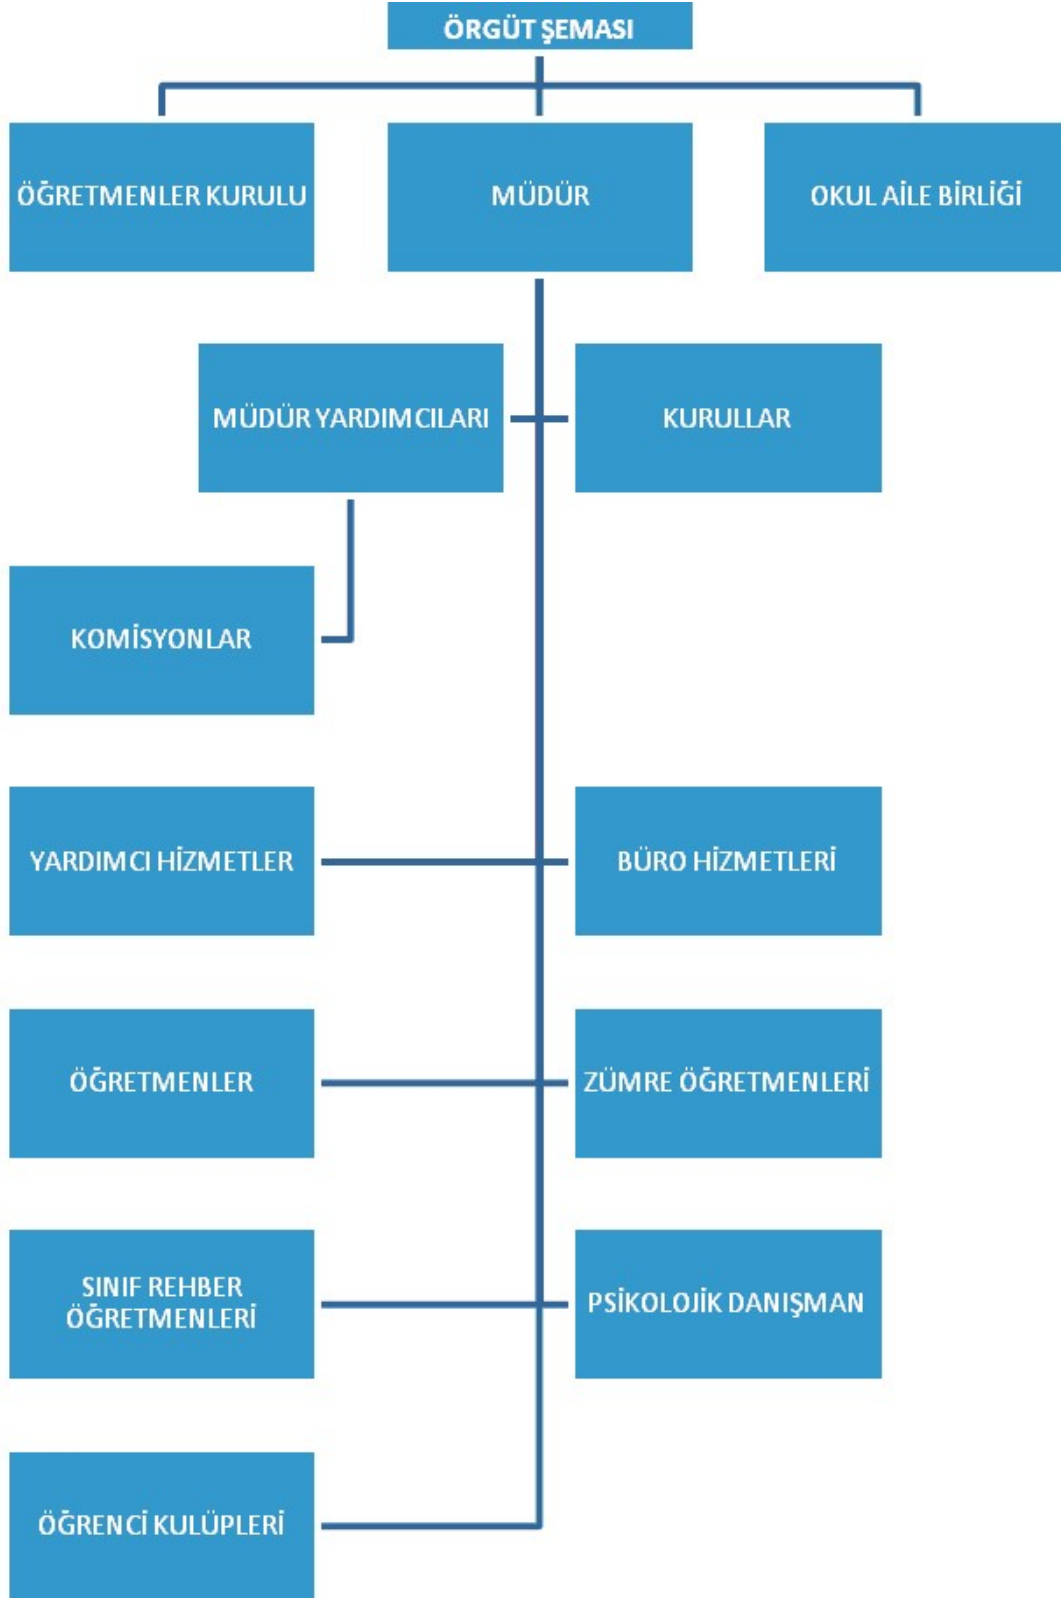 ÖRGÜT ŞEMASI
ÖĞRETMENLER KURULU
MÜDÜR
OKUL AİLE BİRLİĞİ
MÜDÜR YARDIMCILARI
KURULLAR
KOMİSYONLAR
YARDIMCI HİZMETLER
BÜRO HİZMETLERİ
ÖĞRETMENLER
ZÜMRE ÖĞRETMENLERİ
SINIF REHBER
ÖĞRETMENLERİ
PSİKOLOJİK DANIŞMAN
ÖĞRENCİ KULÜPLERİ